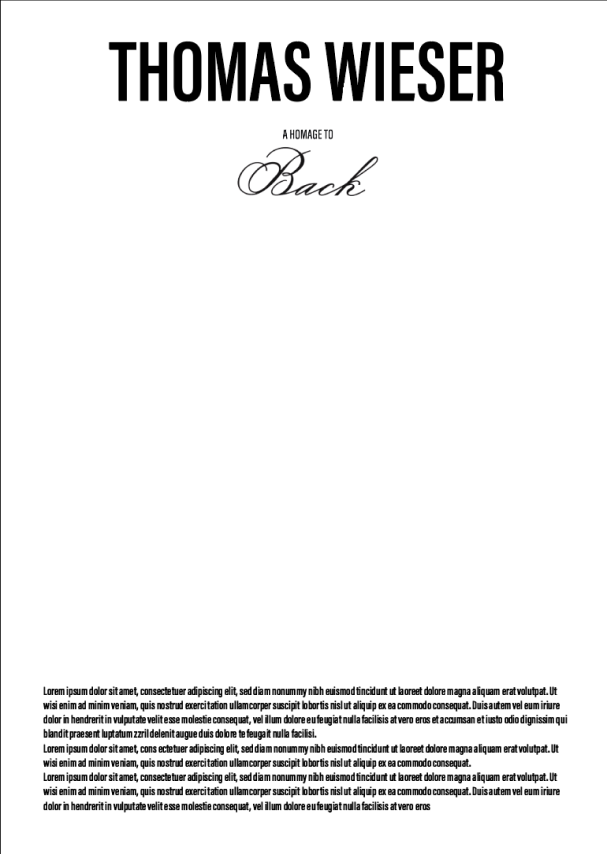 THOMAS WIESER
A HOMAGE TO
Back
Lorem ipsum dolor sit amet, consectetuer adipiscing elit, sed diam nonummy nibh euismod tincidunt ut laoreet dolore magna aliquam erat volutpat. Ut
wisi enim ad minim veniam, quis nostrud exerci tation ullamcorper suscipit lobortis nisl ut aliquip ex ea commodo consequat. Duis autem vel eum iriure
dolor in hendrerit in vulputate velit esse molestie consequat, vel illum dolore eu feugiat nulla facilisis at vero eros et accumsan et iusto odio dignissim qui
blandit praesent luptatum zzril delenit augue duis dolore te feugait nulla facilisi.
Lorem ipsum dolor sit amet, cons ectetuer adipiscing elit, sed diam nonummy nibh euismod tincidunt ut laoreet dolore magna aliquam erat volutpat. Ut
wisi enim ad minim veniam, quis nostrud exerci tation ullamcorper suscipit lobortis nisl ut aliquip ex ea commodo consequat.
Lorem ipsum dolor sit amet, consectetuer adipiscing elit, sed diam nonummy nibh euismod tincidunt ut laoreet dolore magna aliquam erat volutpat. Ut
wisi enim ad minim veniam, quis nostrud exerci tation ullamcorper suscipit lobortis nisl ut aliquip ex ea commodo consequat. Duis autem vel eum iriure
dolor in hendrerit in vulputate velit esse molestie consequat, vel illum dolore eu feugiat nulla facilisis at vero eros